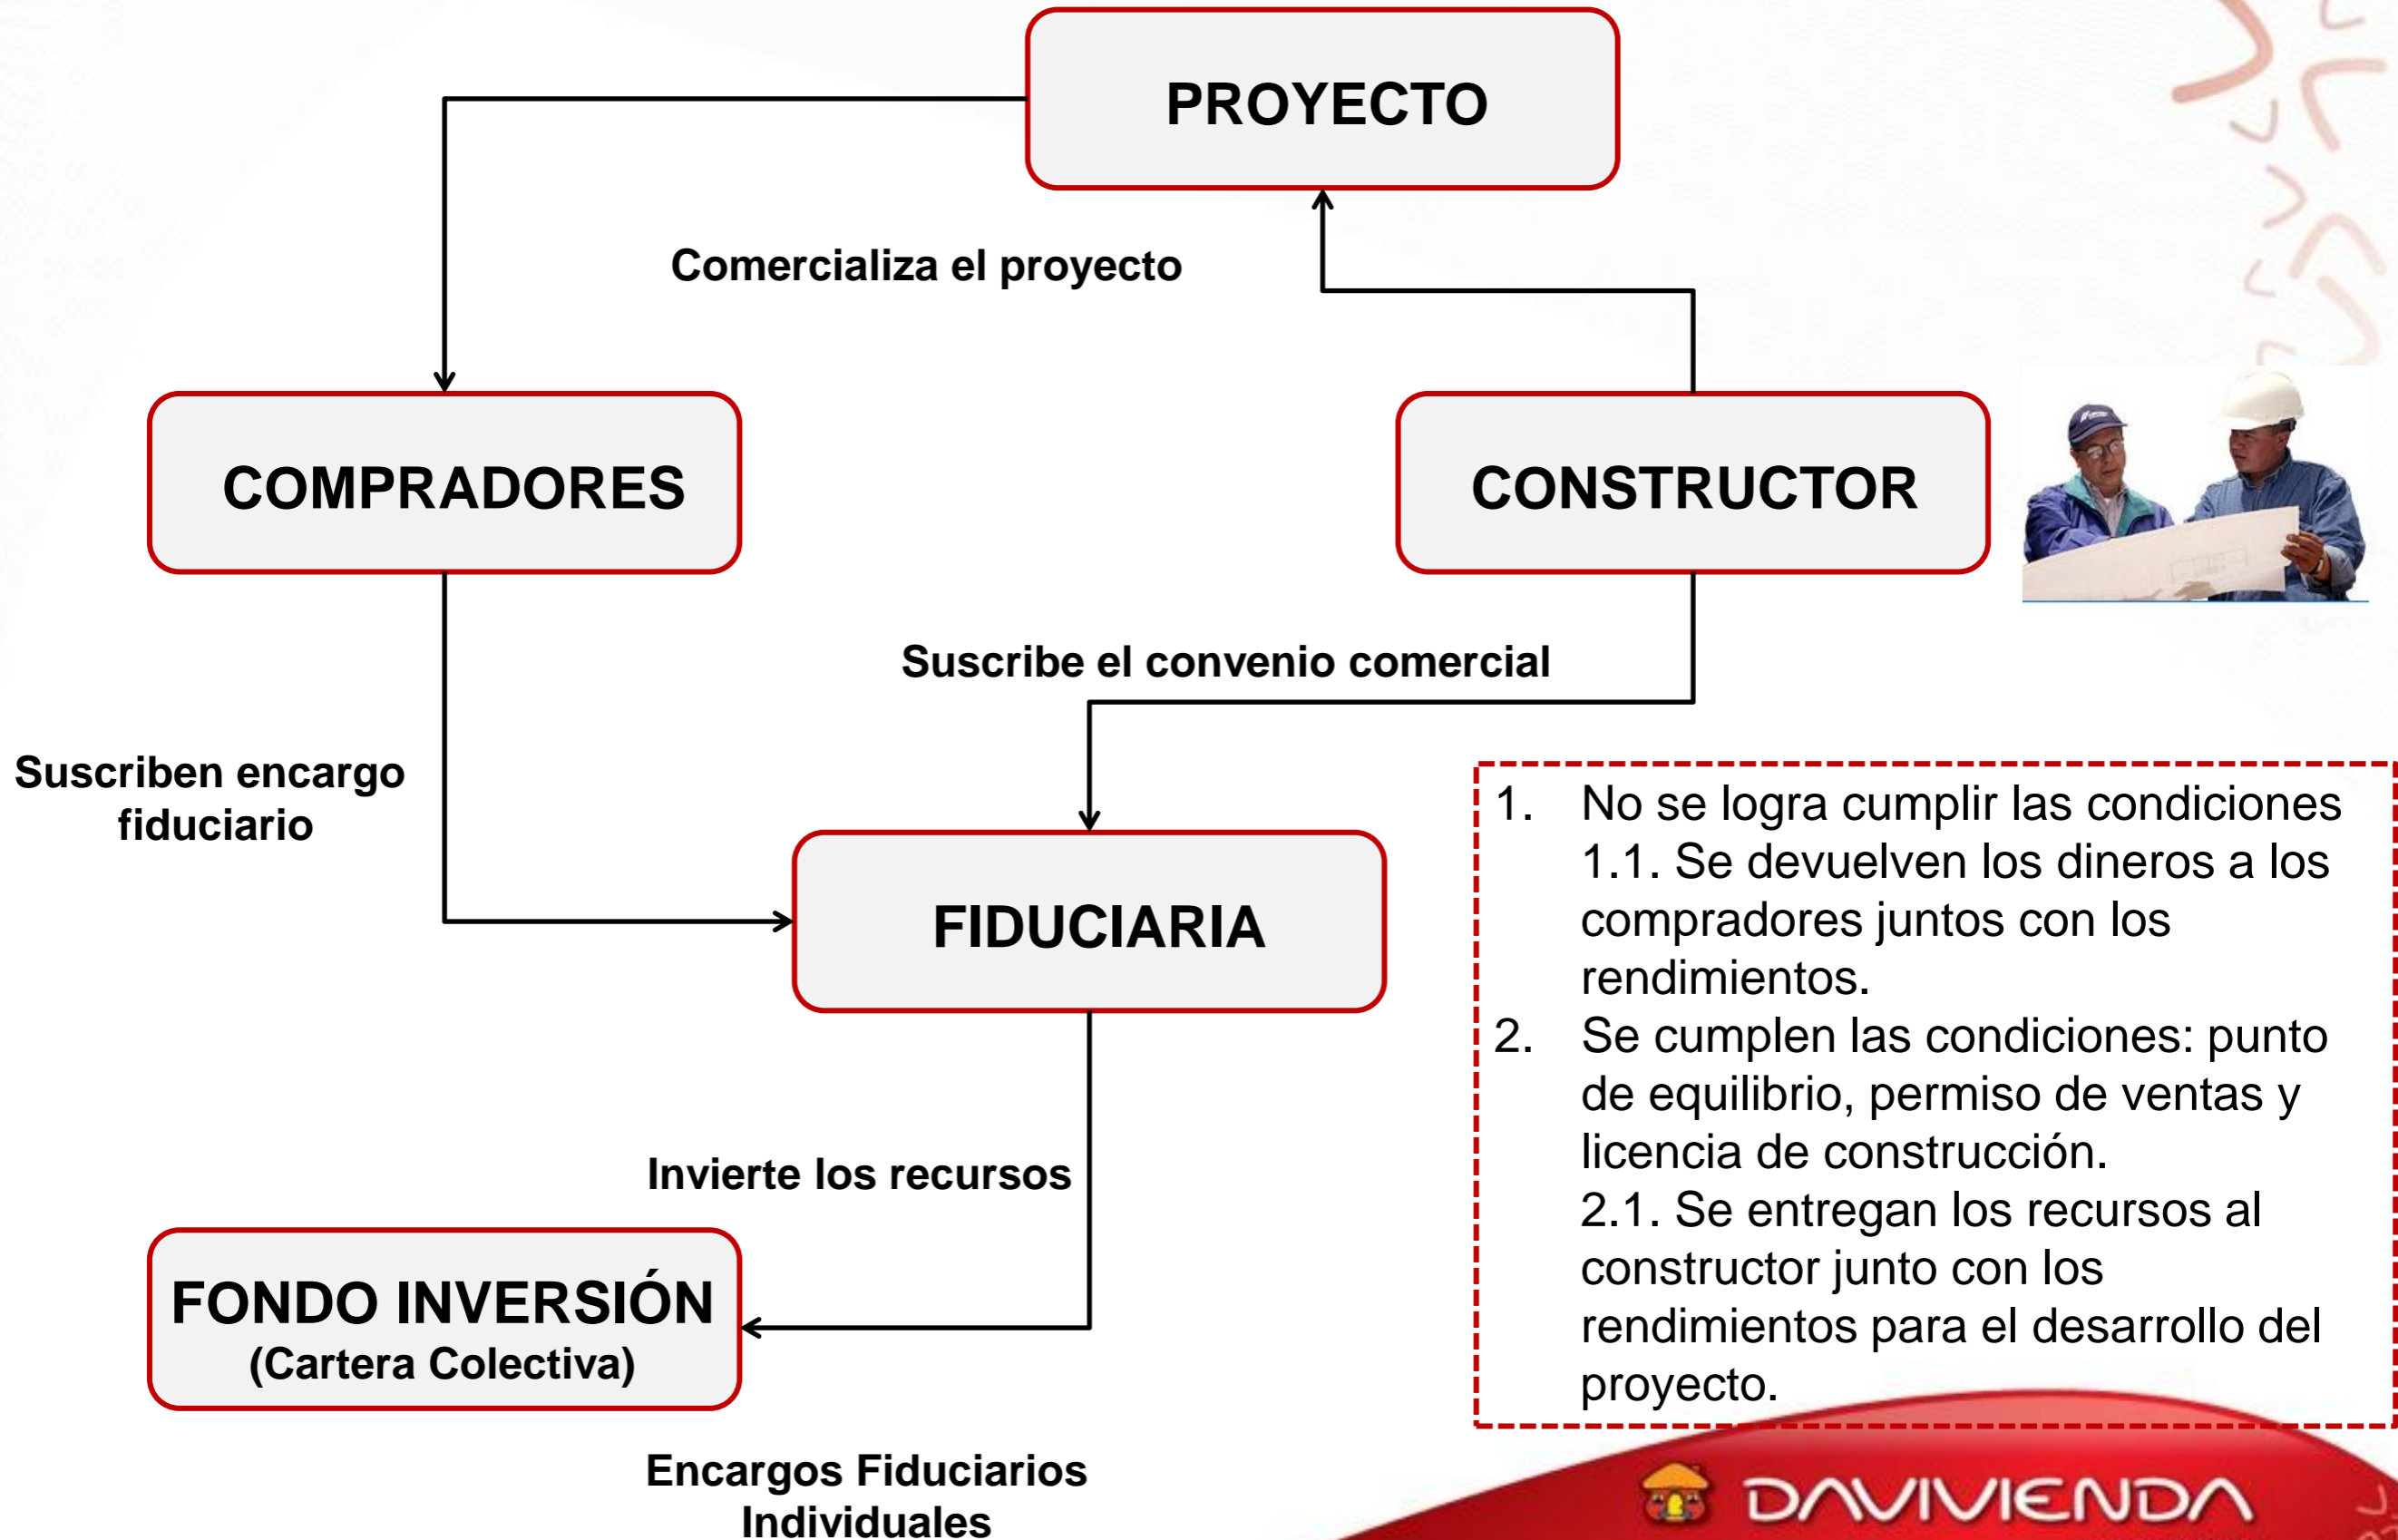 PROYECTO
Comercializa el proyecto
COMPRADORES
CONSTRUCTOR
Suscribe el convenio comercial
Suscriben encargo
fiduciario
FIDUCIARIA
1. No se logra cumplir las condiciones
1.1. Se devuelven los dineros a los
compradores juntos con los
rendimientos.
2. Se cumplen las condiciones: punto
de equilibrio, permiso de ventas y
licencia de construcción.
2.1. Se entregan los recursos al
constructor junto con los
rendimientos para el desarrollo del
proyecto.
Invierte los recursos
FONDO INVERSIÓN
(Cartera Colectiva)
Encargos Fiduciarios
Individuales
DAVIVIENDA